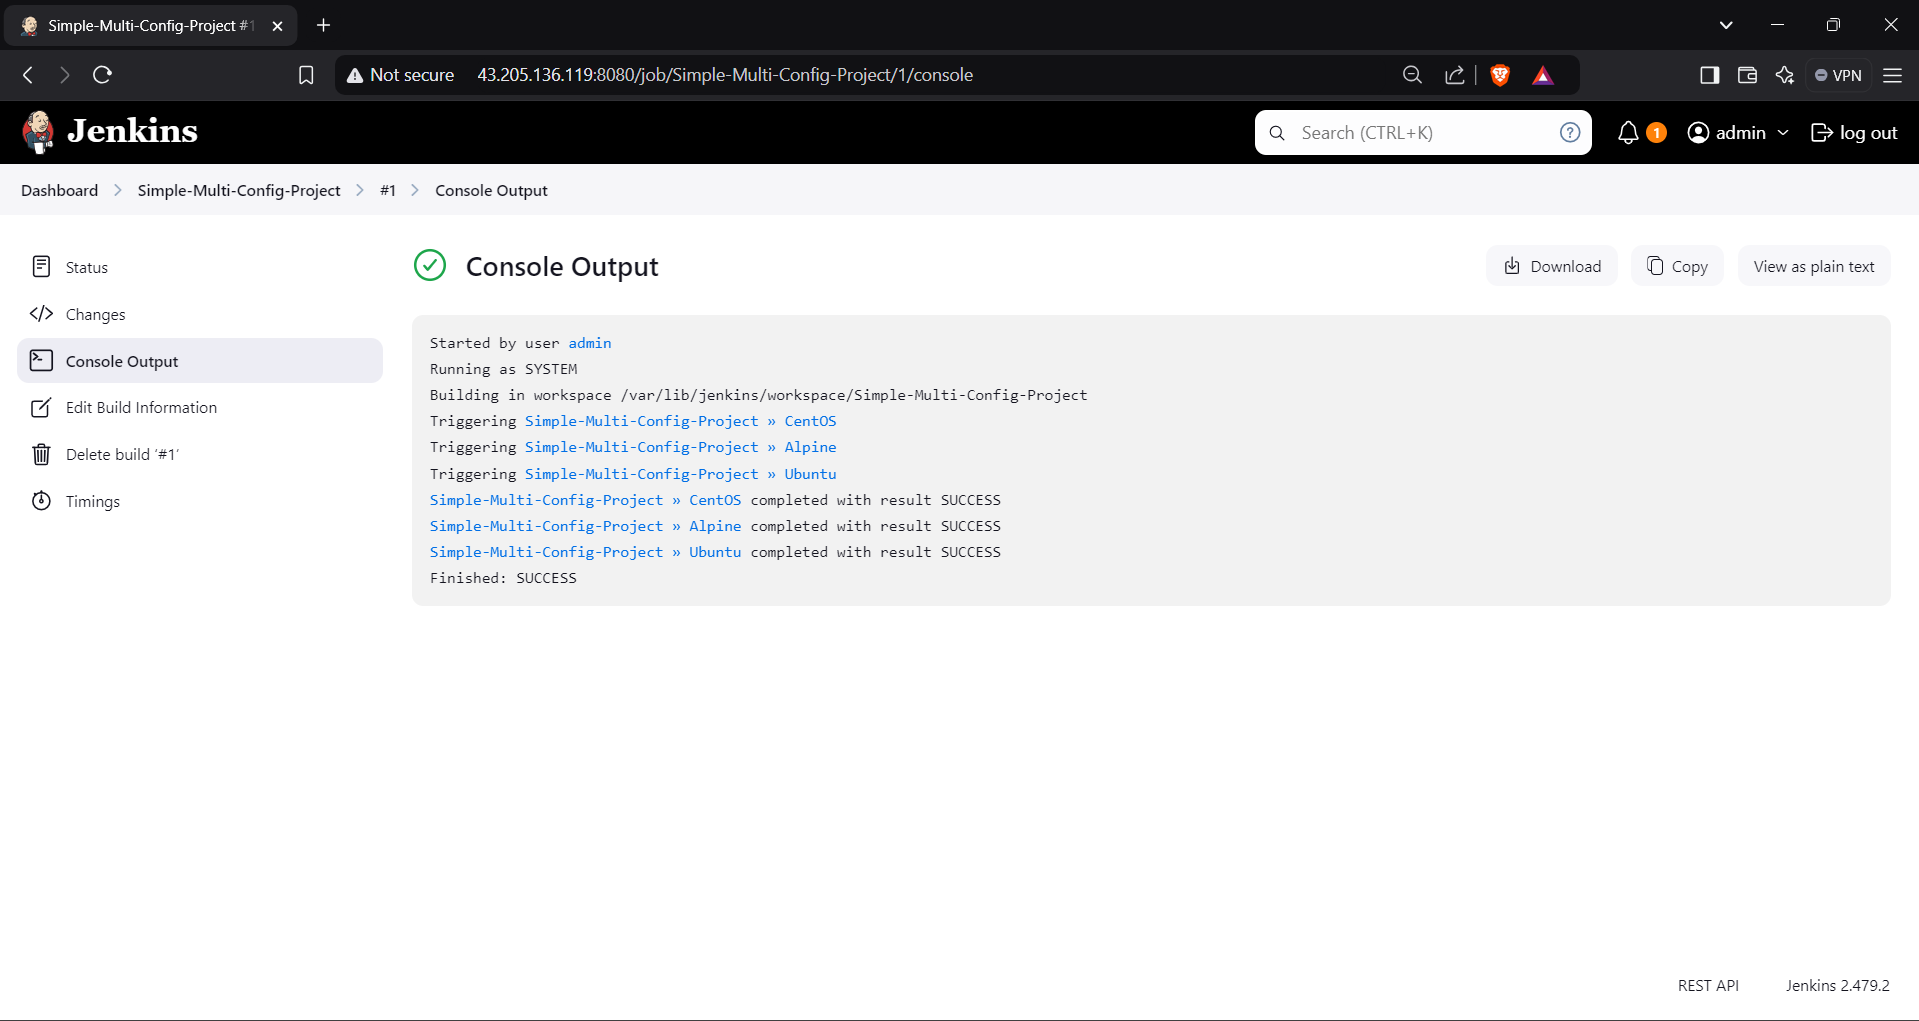 Simple-Multi-Config-Project #1
Not secure 43.205.136.119:8080/job/Simple-Multi-Config-Project/1/console
VPN
Jenkins
Search (CTRL+K)
1
admin
log out
Dashboard > Simple-Multi-Config-Project > #1 > Console Output
Status
Changes
Console Output
Edit Build Information
Delete build ‘#1’
Timings
Console Output
Download
Copy
View as plain text
Started by user admin
Running as SYSTEM
Building in workspace /var/lib/jenkins/workspace/Simple-Multi-Config-Project
Triggering Simple-Multi-Config-Project » CentOS
Triggering Simple-Multi-Config-Project » Alpine
Triggering Simple-Multi-Config-Project » Ubuntu
Simple-Multi-Config-Project » CentOS completed with result SUCCESS
Simple-Multi-Config-Project » Alpine completed with result SUCCESS
Simple-Multi-Config-Project » Ubuntu completed with result SUCCESS
Finished: SUCCESS
REST API
Jenkins 2.479.2